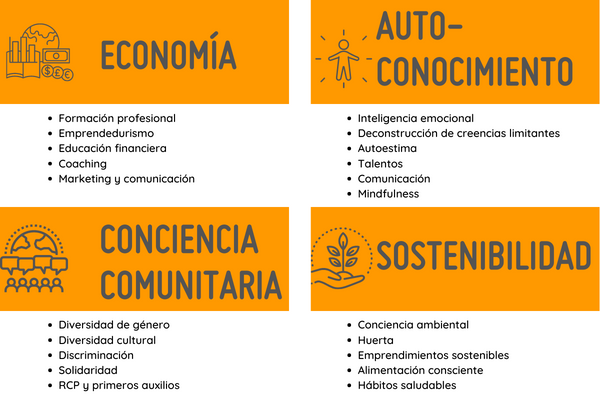 ECONOMÍA
• Formación profesional
• Emprendedurismo
• Educación financiera
• Coaching
• Marketing y comunicación
AUTO-
CONOCIMIENTO
• Inteligencia emocional
• Deconstrucción de creencias limitantes
• Autoestima
• Talentos
• Comunicación
• Mindfulness
CONCIENCIA
COMUNITARIA
• Diversidad de género
• Diversidad cultural
• Discriminación
• Solidaridad
• RCP y primeros auxilios
SOSTENIBILIDAD
• Conciencia ambiental
• Huerta
• Emprendimientos sostenibles
• Alimentación consciente
• Hábitos saludables